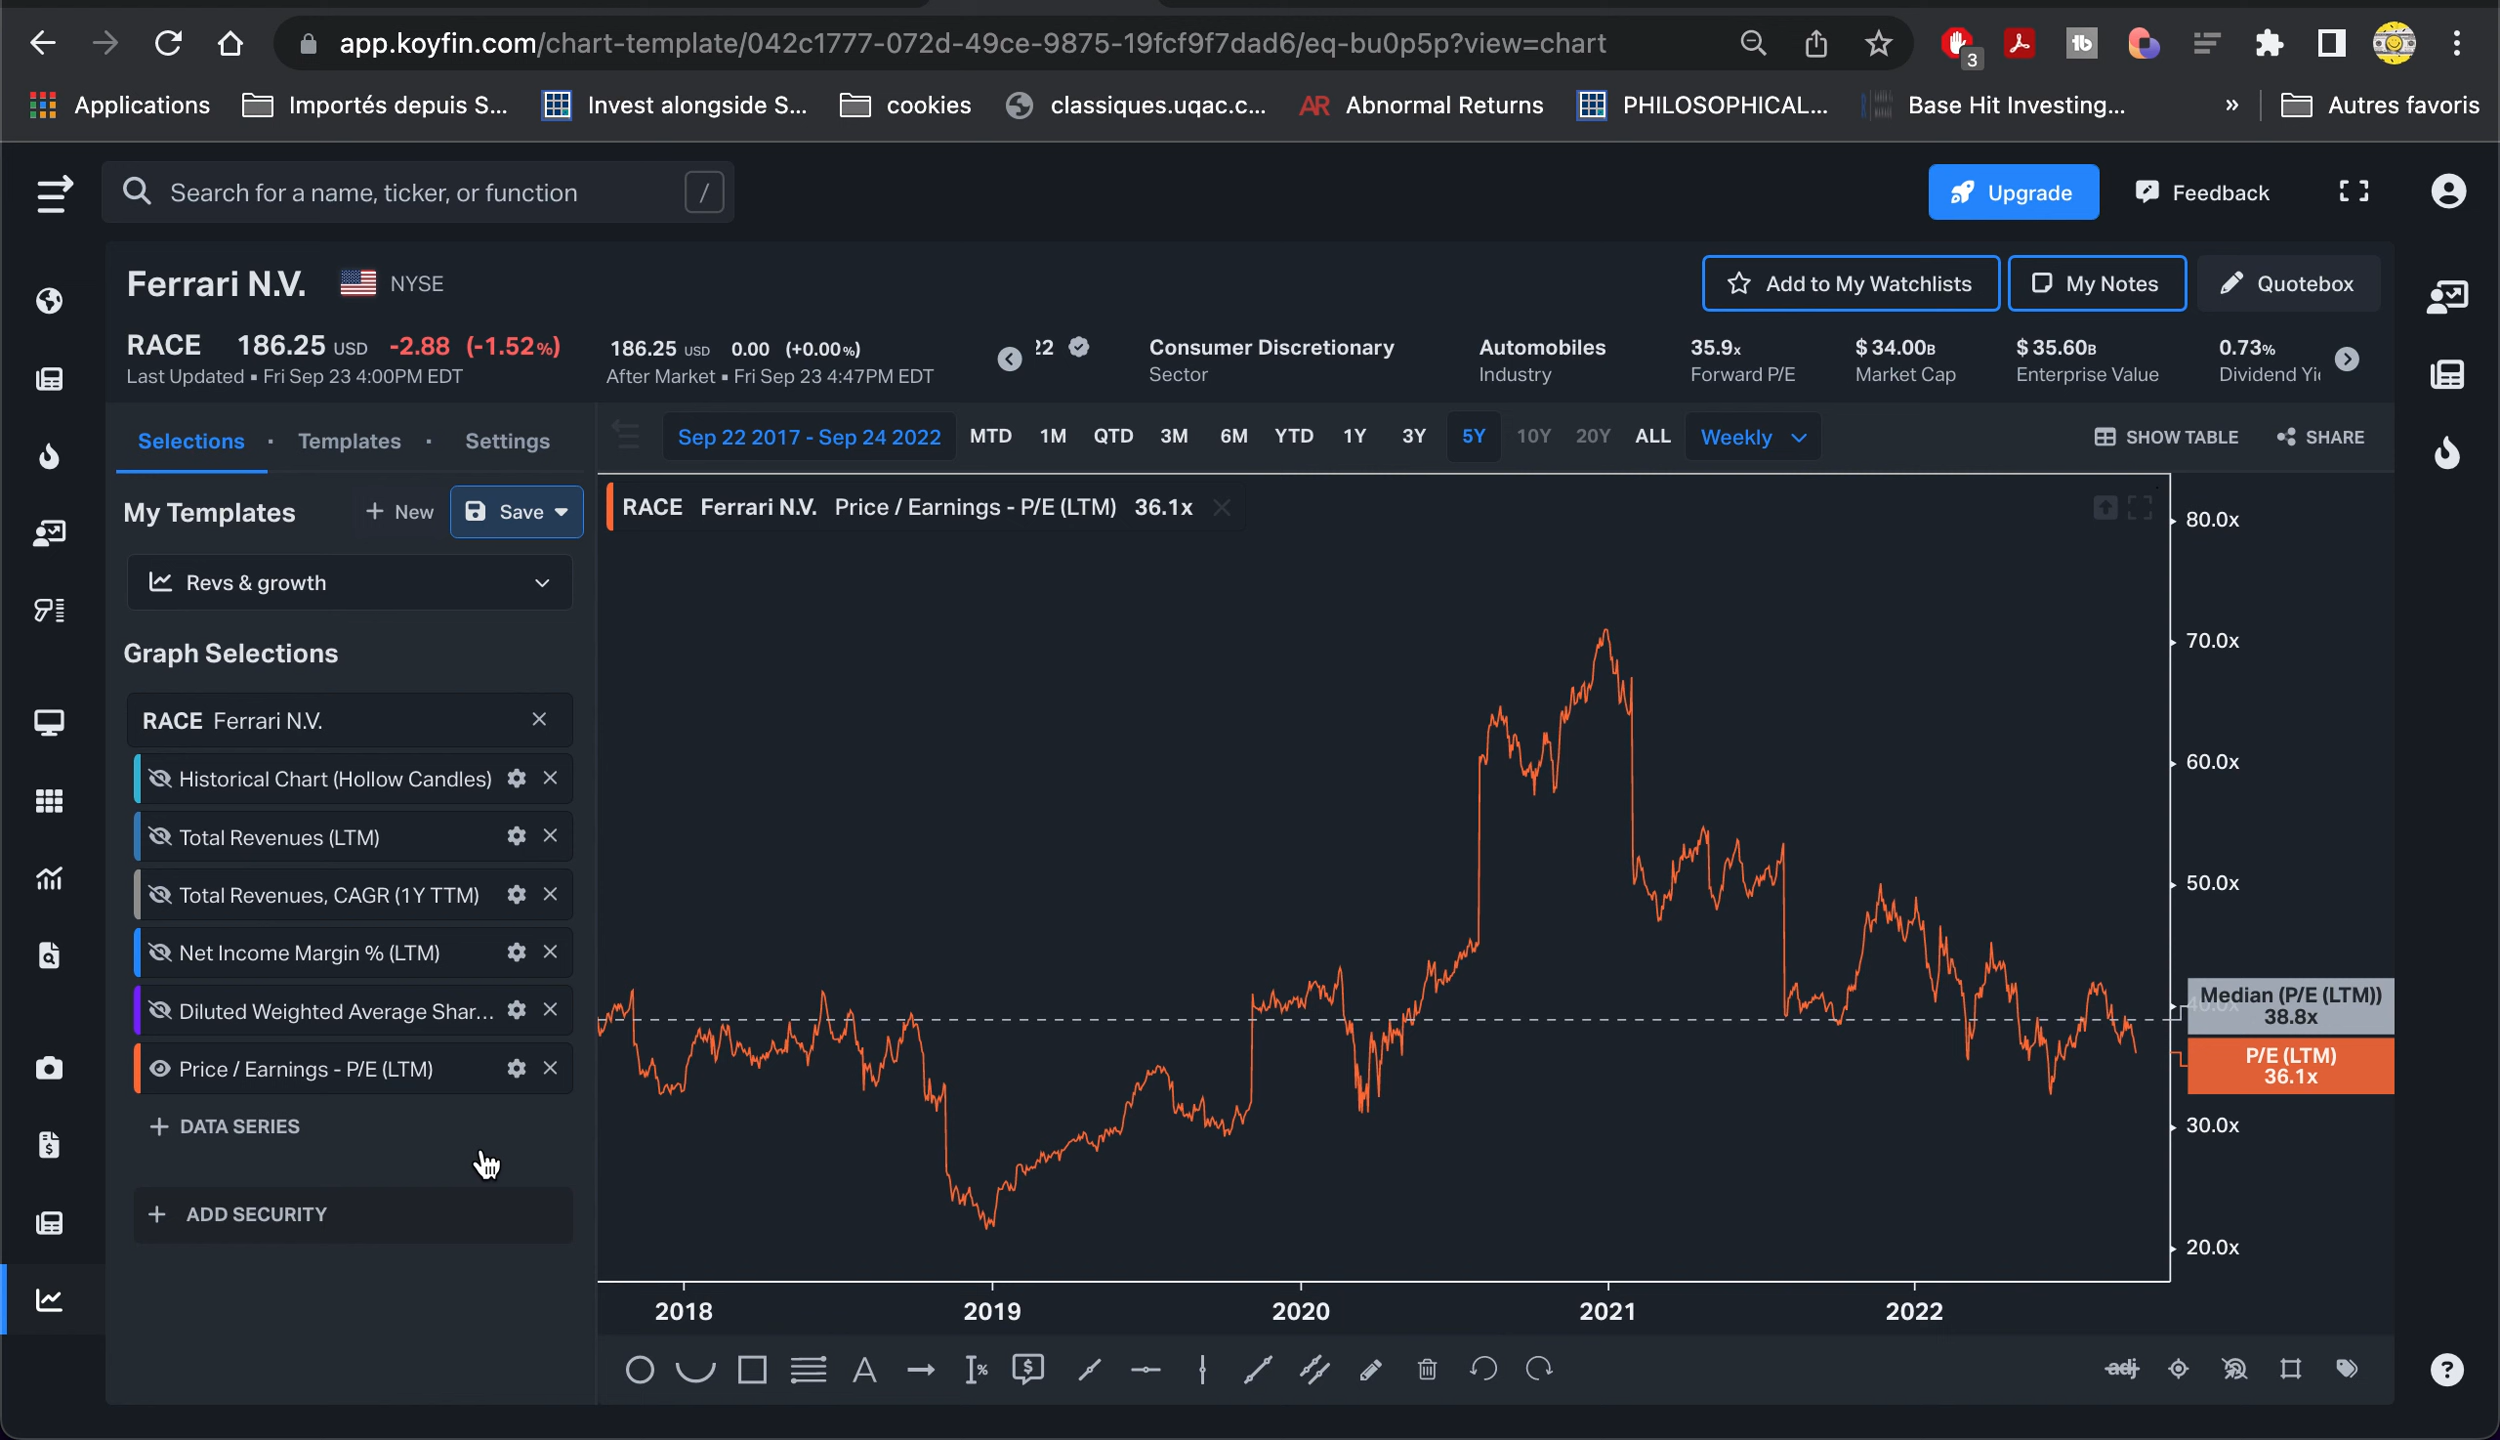 app.koyfin.com/chart-template/042c1777-072d-49ce-9875-19fcf9f7dad6/eq-bu0p5p?view=chart
3
Applications
Importés depuis S...
Invest alongside S...
cookies
classiques.uqac.c...
AR Abnormal Returns
PHILOSOPHICAL...
Base Hit Investing...
»
Autres favoris
Search for a name, ticker, or function
/
Upgrade
Feedback
Ferrari N.V.
NYSE
Add to My Watchlists
My Notes
Quotebox
RACE 186.25 USD -2.88 (-1.52%)
Last Updated ▪ Fri Sep 23 4:00PM EDT
186.25 USD 0.00 (+0.00%)
After Market ▪ Fri Sep 23 4:47PM EDT
22
Consumer Discretionary
Sector
Automobiles
Industry
35.9x
Forward P/E
$ 34.00B
Market Cap
$ 35.60B
Enterprise Value
0.73%
Dividend Yi
Selections · Templates · Settings
Sep 22 2017 - Sep 24 2022 MTD 1M QTD 3M 6M YTD 1Y 3Y 5Y 10Y 20Y ALL Weekly
SHOW TABLE
SHARE
My Templates
+ New
Save
Revs & growth
Graph Selections
RACE Ferrari N.V.
Historical Chart (Hollow Candles)
Total Revenues (LTM)
Total Revenues, CAGR (1Y TTM)
Net Income Margin % (LTM)
Diluted Weighted Average Shar...
Price / Earnings - P/E (LTM)
+ DATA SERIES
+ ADD SECURITY
RACE Ferrari N.V. Price / Earnings - P/E (LTM) 36.1x
80.0x
70.0x
60.0x
50.0x
Median (P/E (LTM))
38.8x
P/E (LTM)
36.1x
30.0x
20.0x
2018 2019 2020 2021 2022
A
%
$
adj
?